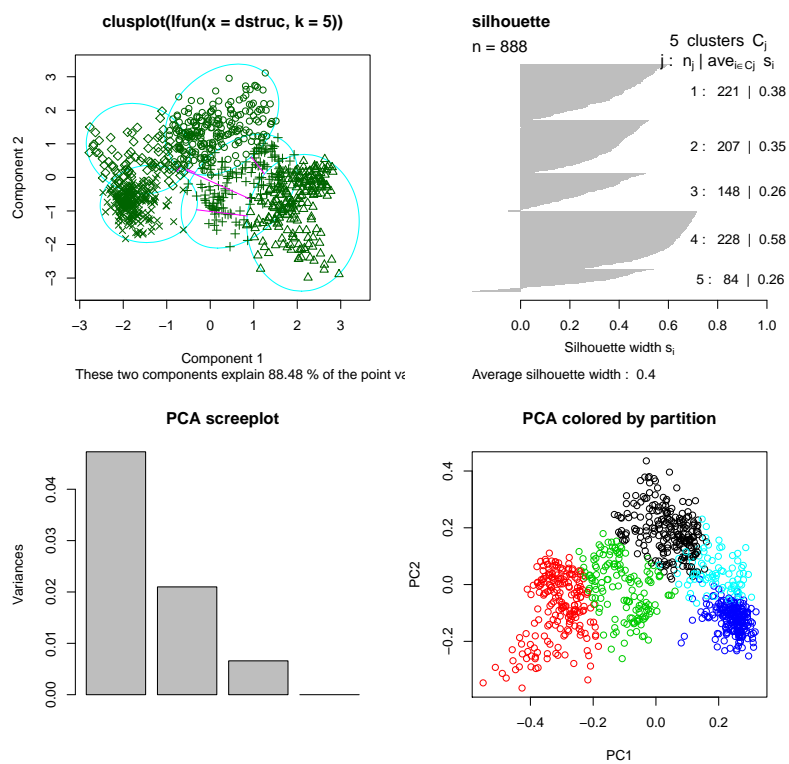 clusplot(lfun(x = dstruc, k = 5))
Component 2
3
2
1
0
−1
−2
−3
−3 −2 −1 0 1 2 3
Component 1
These two components explain 88.48 % of the point va
silhouette
n = 888
5 clusters Cj
j : nj | avei∈Cj si
1 : 221 | 0.38
2 : 207 | 0.35
3 : 148 | 0.26
4 : 228 | 0.58
5 : 84 | 0.26
0.0 0.2 0.4 0.6 0.8 1.0
Silhouette width si
Average silhouette width : 0.4
PCA screeplot
Variances
0.04
0.03
0.02
0.01
0.00
PCA colored by partition
PC2
0.4
0.2
0.0
−0.2
−0.4 −0.2 0.0 0.2
PC1